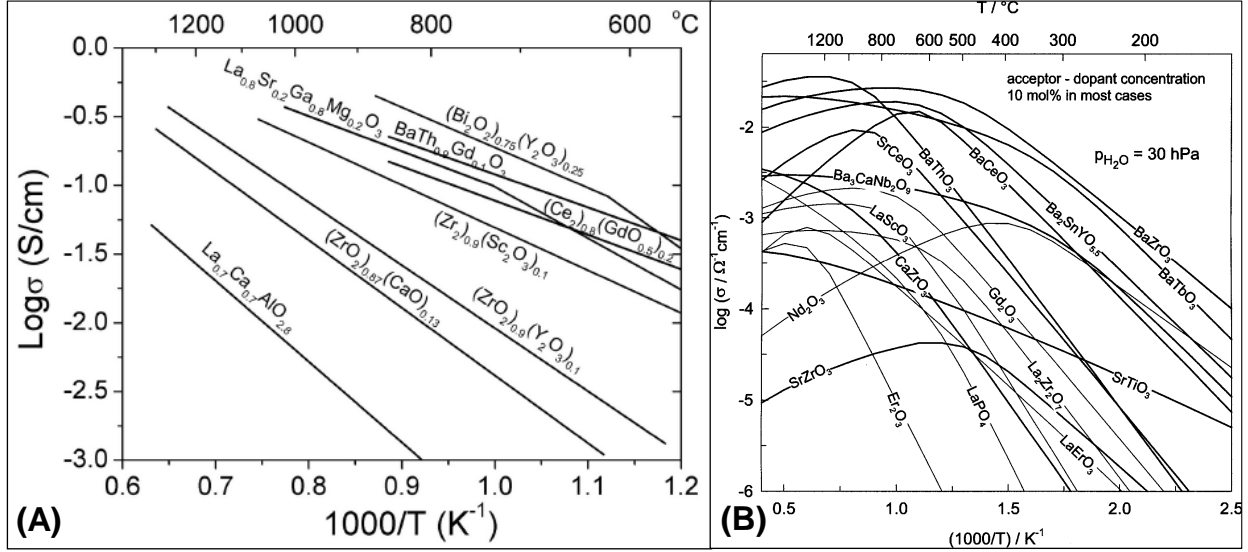 1200 1000 800 600 °C
0.0
-0.5
-1.0
-1.5
-2.0
-2.5
-3.0
Logσ (S/cm)
La0.8Sr0.2Ga0.8Mg0.2O3
(Bi2O2)0.75(Y2O3)0.25
BaTh0.9Gd0.1O3
(Ce2)0.8(GdO0.5)0.2
(Zr2)0.9(Sc2O3)0.1
(ZrO2)0.87(CaO)0.13
(ZrO2)0.9(Y2O3)0.1
La0.7Ca0.7AlO2.8
0.6 0.7 0.8 0.9 1.0 1.1 1.2
1000/T (K-1)
(A)
T / °C
1200 800 600 500 400 300 200
acceptor - dopant concentration
10 mol% in most cases
pH2O = 30 hPa
-2
-3
-4
-5
-6
log (σ / Ω-1cm-1)
SrCeO3
BaThO3
BaCeO3
Ba3CaNb2O9
Ba2SnYO5.5
BaZrO3
BaTbO3
LaScO3
CaZrO3
Nd2O3
Gd2O3
SrZrO3
Er2O3
LaPO4
La2Zr2O7
SrTiO3
LaErO3
0.5 1.0 1.5 2.0 2.5
(1000/T) / K-1
(B)